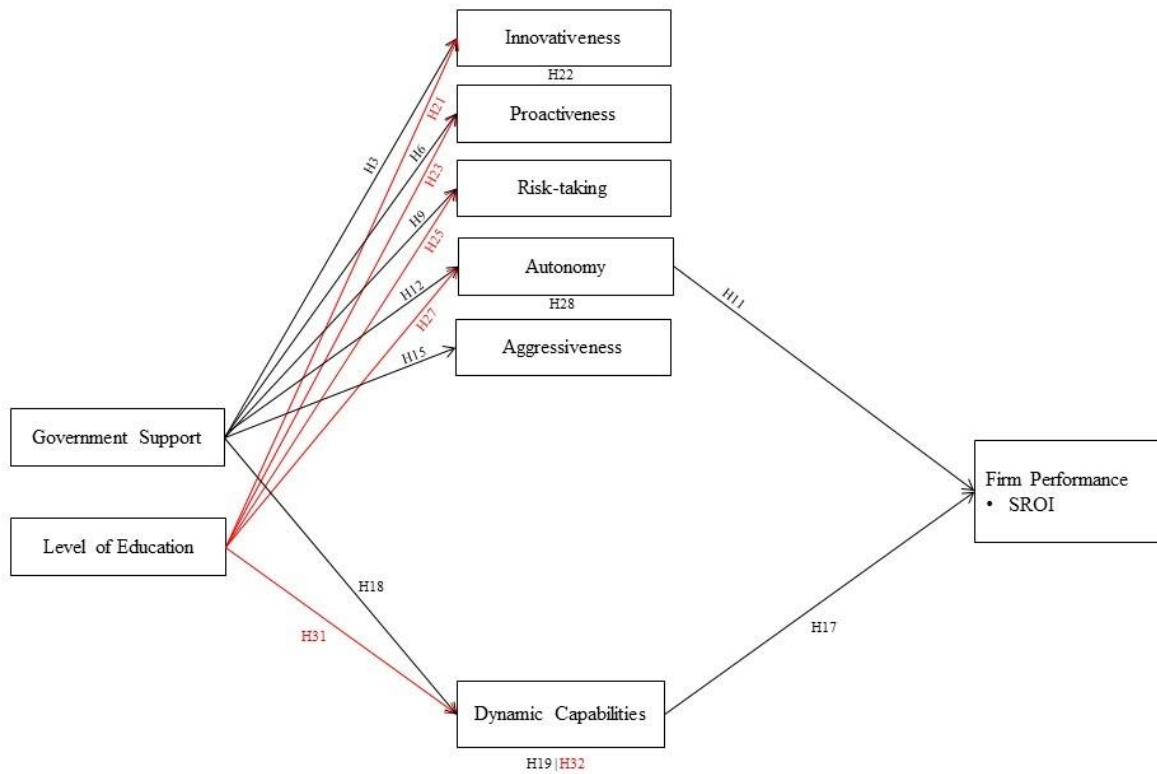 Innovativeness
H22
H21
Proactiveness
H3
H6
H23
Risk-taking
H9
H25
Autonomy
H12
H11
H28
H27
Aggressiveness
H15
Government Support
Firm Performance
• SROI
Level of Education
H18
H31
H17
Dynamic Capabilities
H19|H32